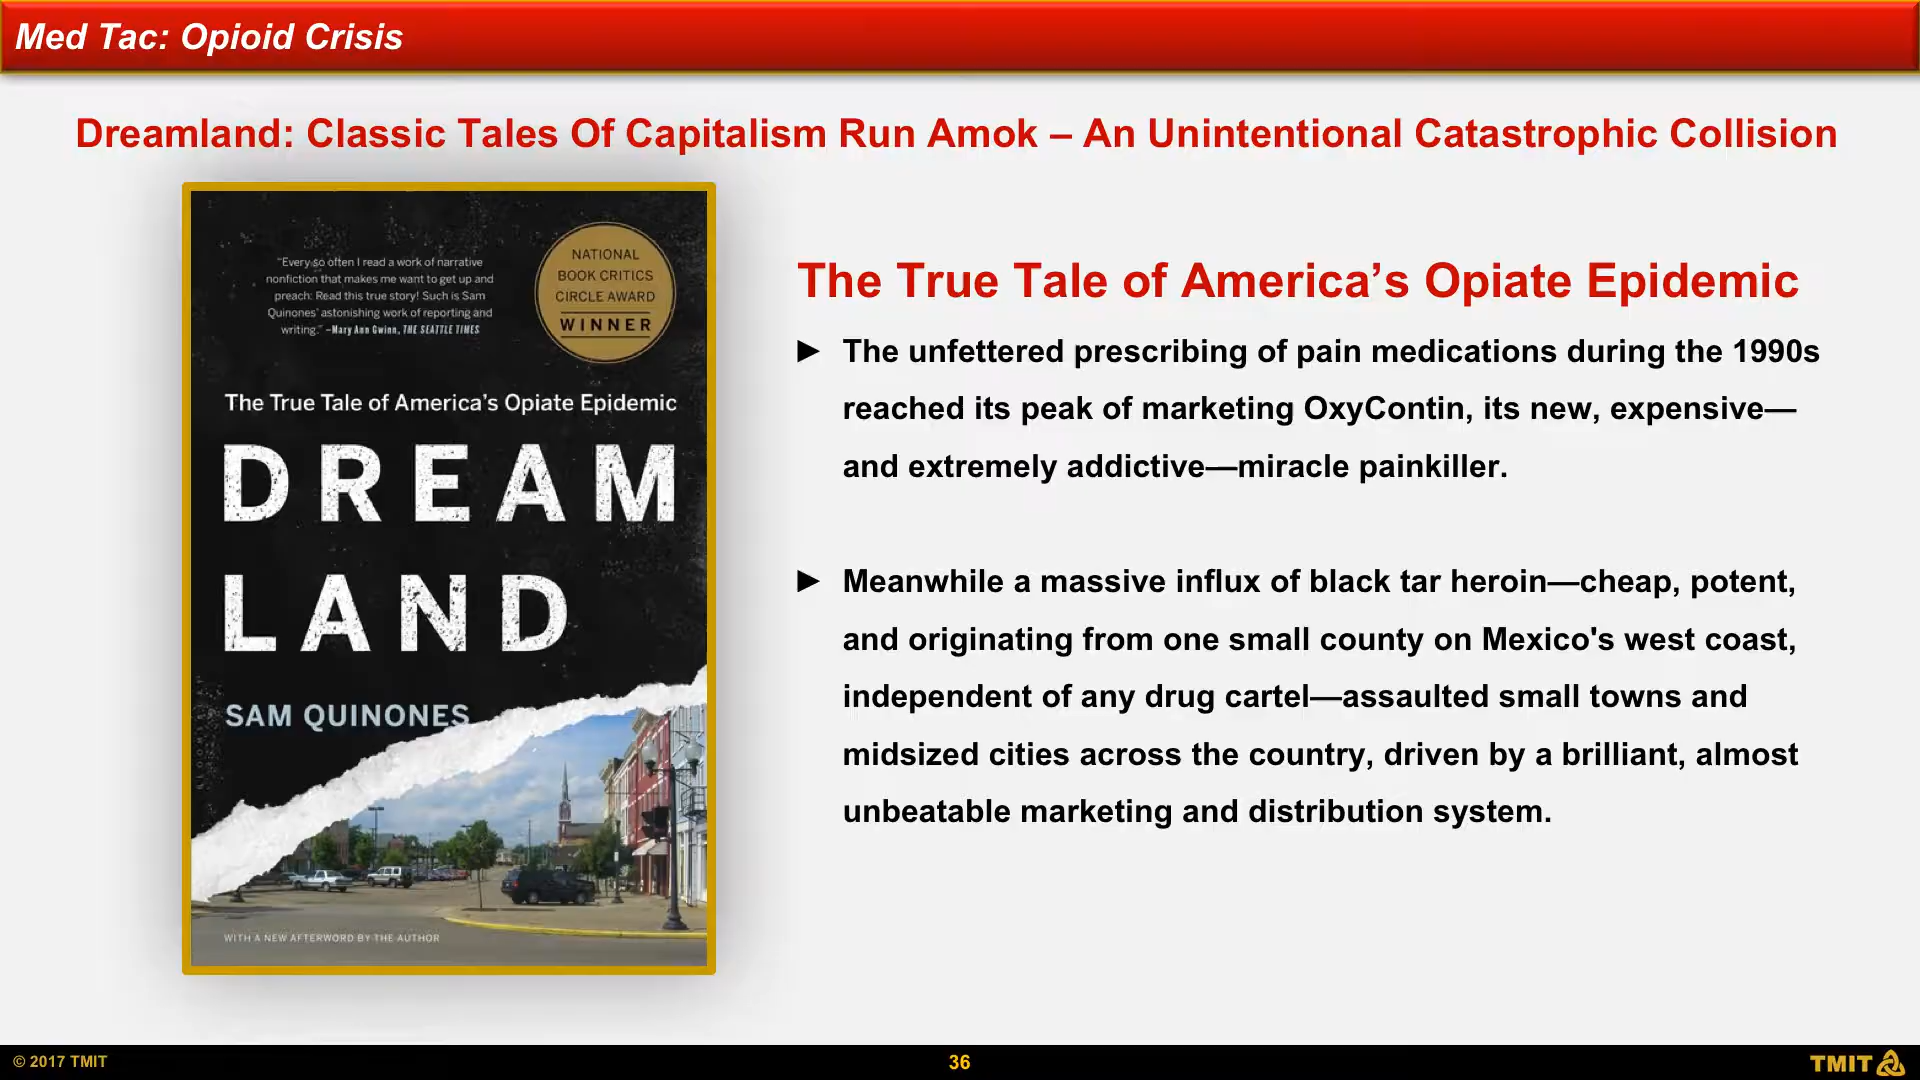 Med Tac: Opioid Crisis
Dreamland: Classic Tales Of Capitalism Run Amok – An Unintentional Catastrophic Collision
“Every so often I read a work of narrative
nonfiction that makes me want to get up and
preach: Read this true story! Such is Sam
Quinones’ astonishing work of reporting and
writing.” –Mary Ann Gwinn, THE SEATTLE TIMES
NATIONAL
BOOK CRITICS
CIRCLE AWARD
WINNER
The True Tale of America’s Opiate Epidemic
DREAM
LAND
SAM QUINONES
WITH A NEW AFTERWORD BY THE AUTHOR
The True Tale of America’s Opiate Epidemic
► The unfettered prescribing of pain medications during the 1990s
reached its peak of marketing OxyContin, its new, expensive—
and extremely addictive—miracle painkiller.
► Meanwhile a massive influx of black tar heroin—cheap, potent,
and originating from one small county on Mexico's west coast,
independent of any drug cartel—assaulted small towns and
midsized cities across the country, driven by a brilliant, almost
unbeatable marketing and distribution system.
© 2017 TMIT
36
TMIT